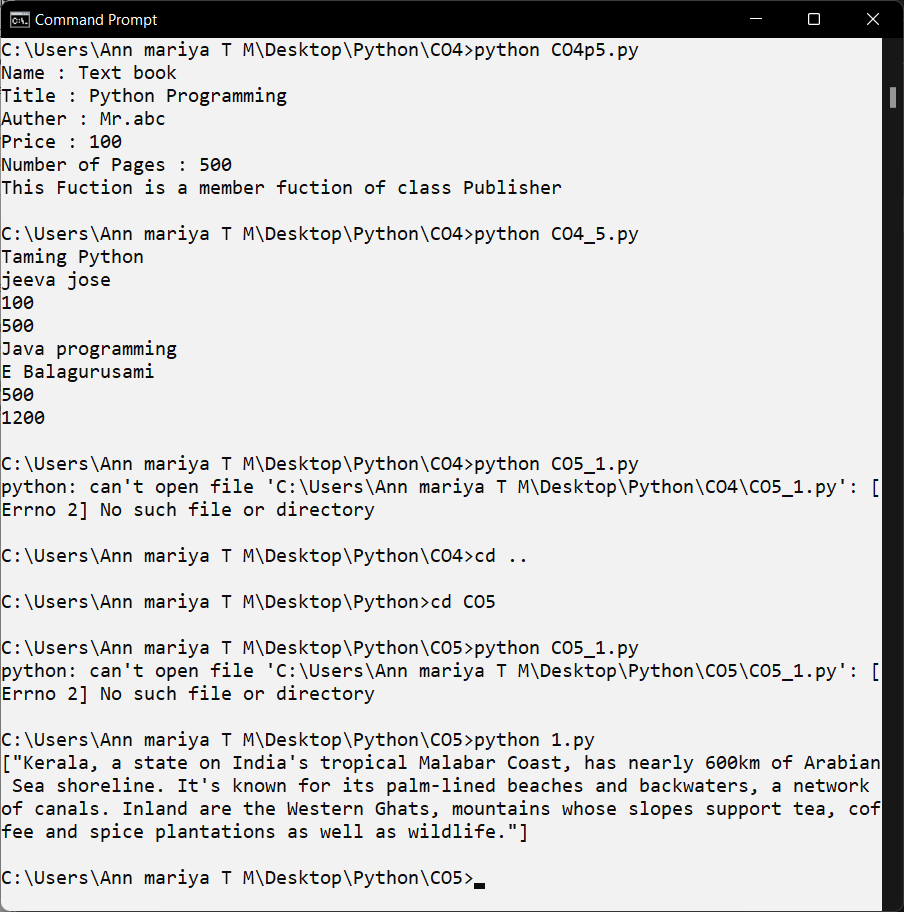 Command Prompt
C:\Users\Ann mariya T M\Desktop\Python\CO4>python CO4p5.py
Name : Text book
Title : Python Programming
Auther : Mr.abc
Price : 100
Number of Pages : 500
This Fuction is a member fuction of class Publisher
C:\Users\Ann mariya T M\Desktop\Python\CO4>python CO4_5.py
Taming Python
jeeva jose
100
500
Java programming
E Balagurusami
500
1200
C:\Users\Ann mariya T M\Desktop\Python\CO4>python CO5_1.py
python: can't open file 'C:\Users\Ann mariya T M\Desktop\Python\CO4\CO5_1.py': [
Errno 2] No such file or directory
C:\Users\Ann mariya T M\Desktop\Python\CO4>cd ..
C:\Users\Ann mariya T M\Desktop\Python>cd CO5
C:\Users\Ann mariya T M\Desktop\Python\CO5>python CO5_1.py
python: can't open file 'C:\Users\Ann mariya T M\Desktop\Python\CO5\CO5_1.py': [
Errno 2] No such file or directory
C:\Users\Ann mariya T M\Desktop\Python\CO5>python 1.py
["Kerala, a state on India's tropical Malabar Coast, has nearly 600km of Arabian
 Sea shoreline. It's known for its palm-lined beaches and backwaters, a network
of canals. Inland are the Western Ghats, mountains whose slopes support tea, cof
fee and spice plantations as well as wildlife."]
C:\Users\Ann mariya T M\Desktop\Python\CO5>